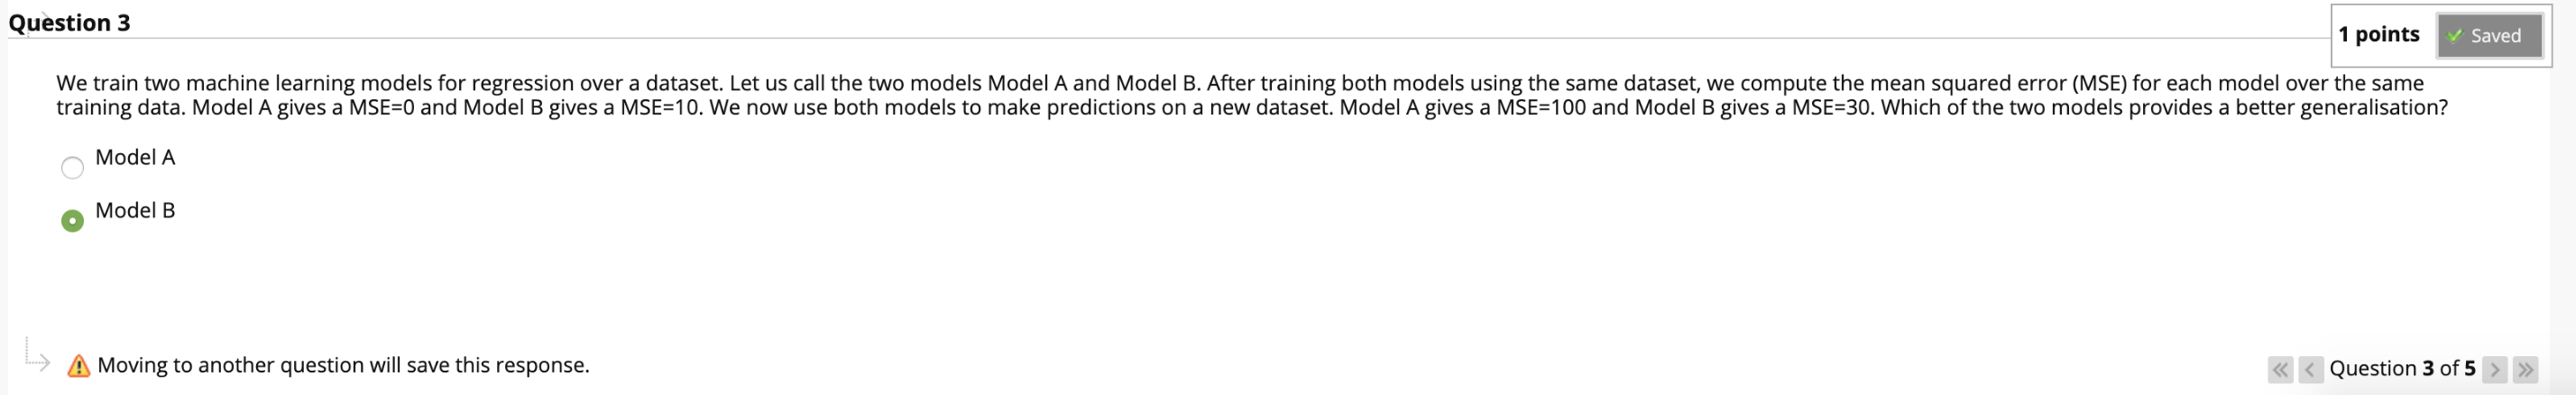 Question 3
1 points
Saved
We train two machine learning models for regression over a dataset. Let us call the two models Model A and Model B. After training both models using the same dataset, we compute the mean squared error (MSE) for each model over the same
training data. Model A gives a MSE=0 and Model B gives a MSE=10. We now use both models to make predictions on a new dataset. Model A gives a MSE=100 and Model B gives a MSE=30. Which of the two models provides a better generalisation?
Model A
Model B
Moving to another question will save this response.
Question 3 of 5